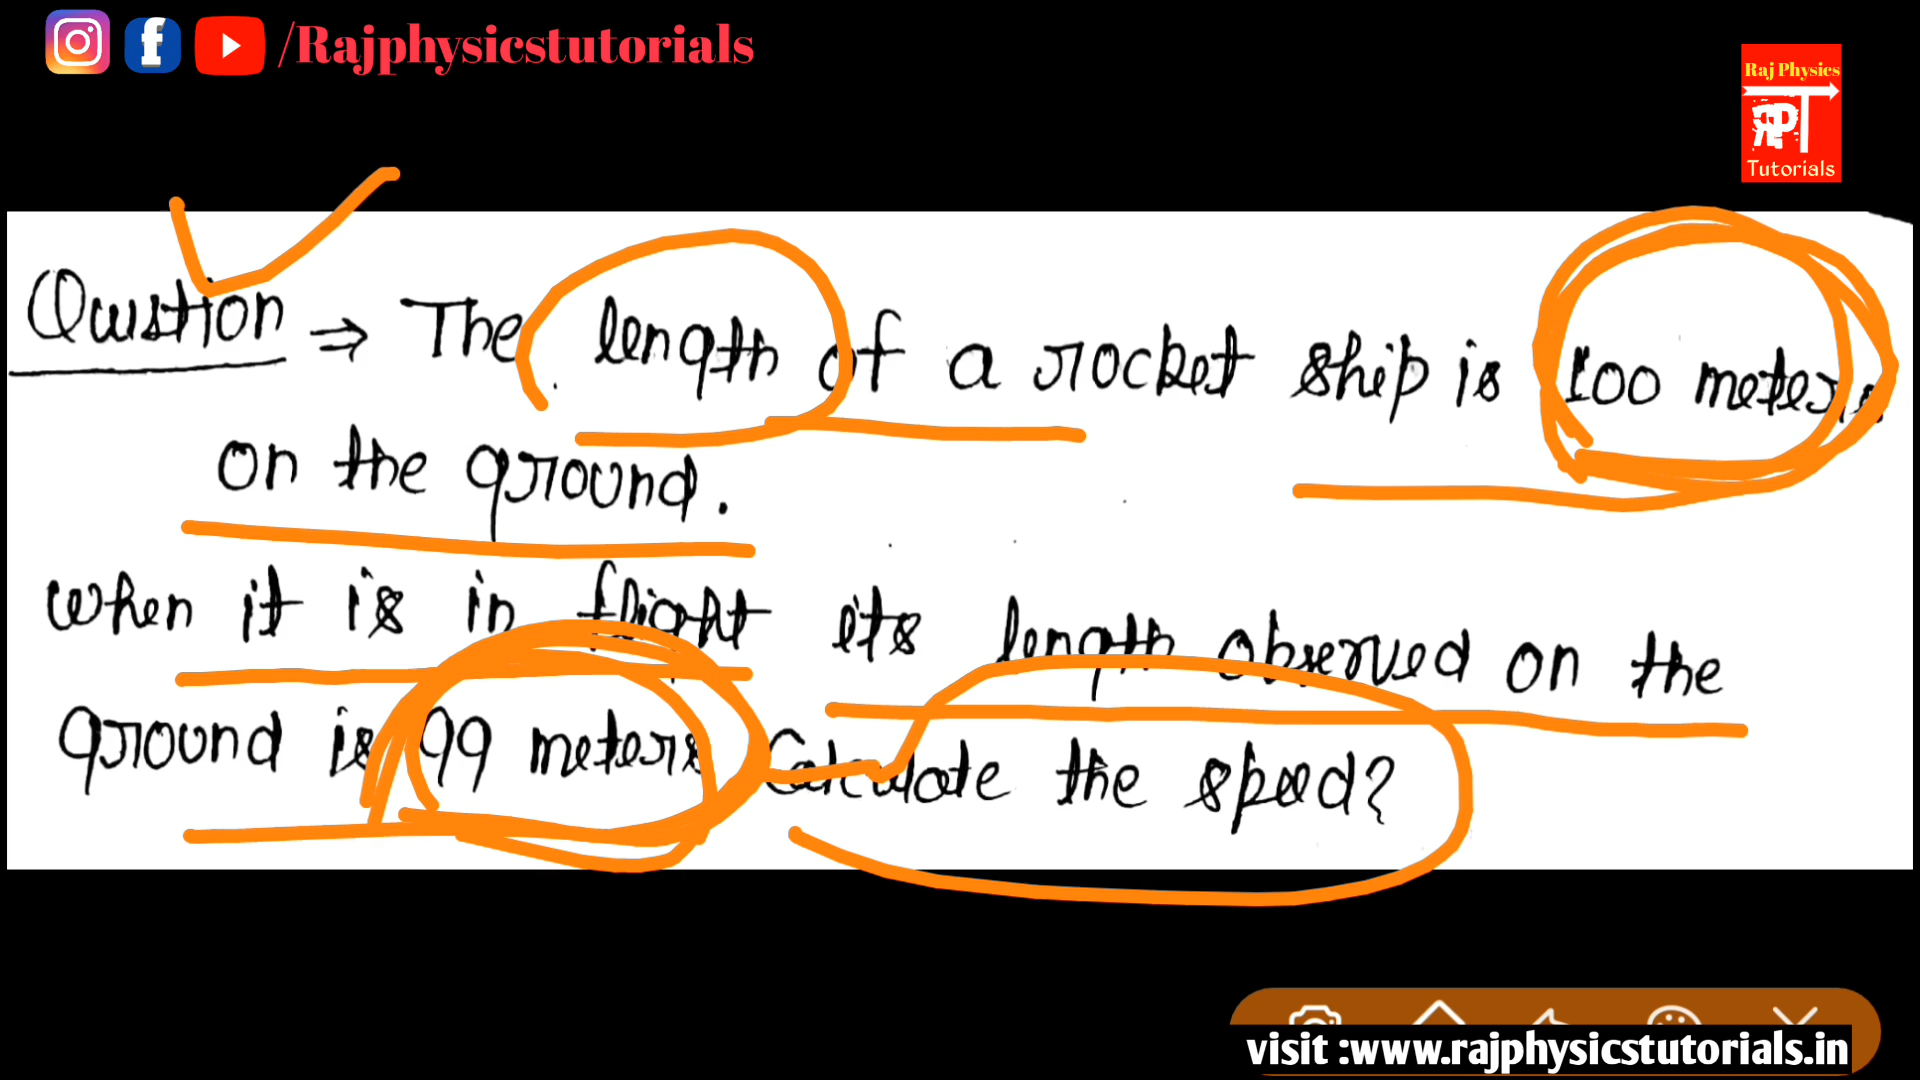 /Rajphysicstutorials
Raj Physics
RPT
Tutorials
Question ⇒ The length of a rocket ship is 100 meters
on the ground.
When it is in flight its length observed on the
ground is 99 meters Calculate the speed?
visit :www.rajphysicstutorials.in